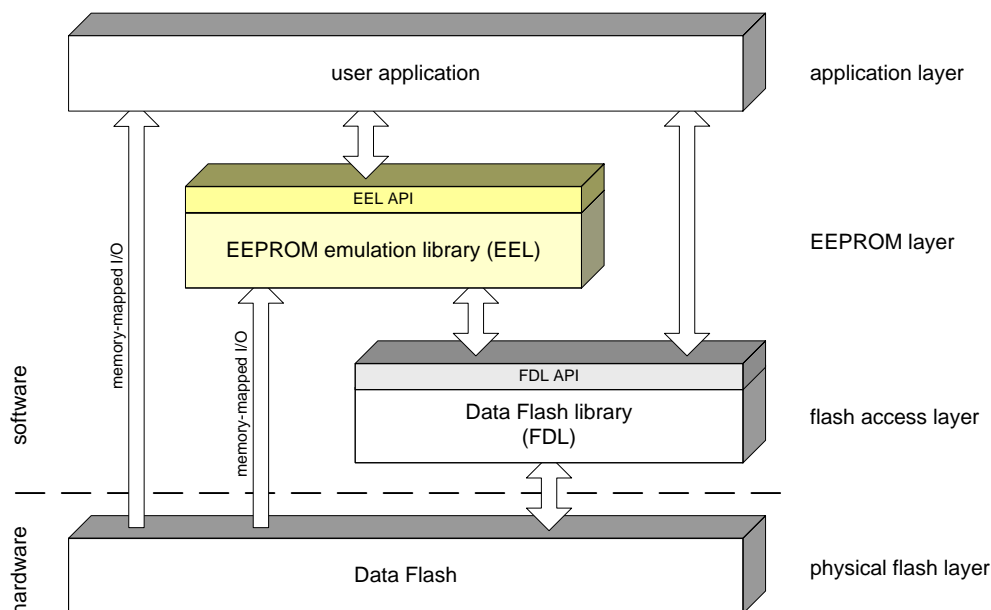 user application
application layer
EEL API
EEPROM emulation library (EEL)
EEPROM layer
memory-mapped I/O
memory-mapped I/O
FDL API
Data Flash library
(FDL)
flash access layer
software
hardware
Data Flash
physical flash layer